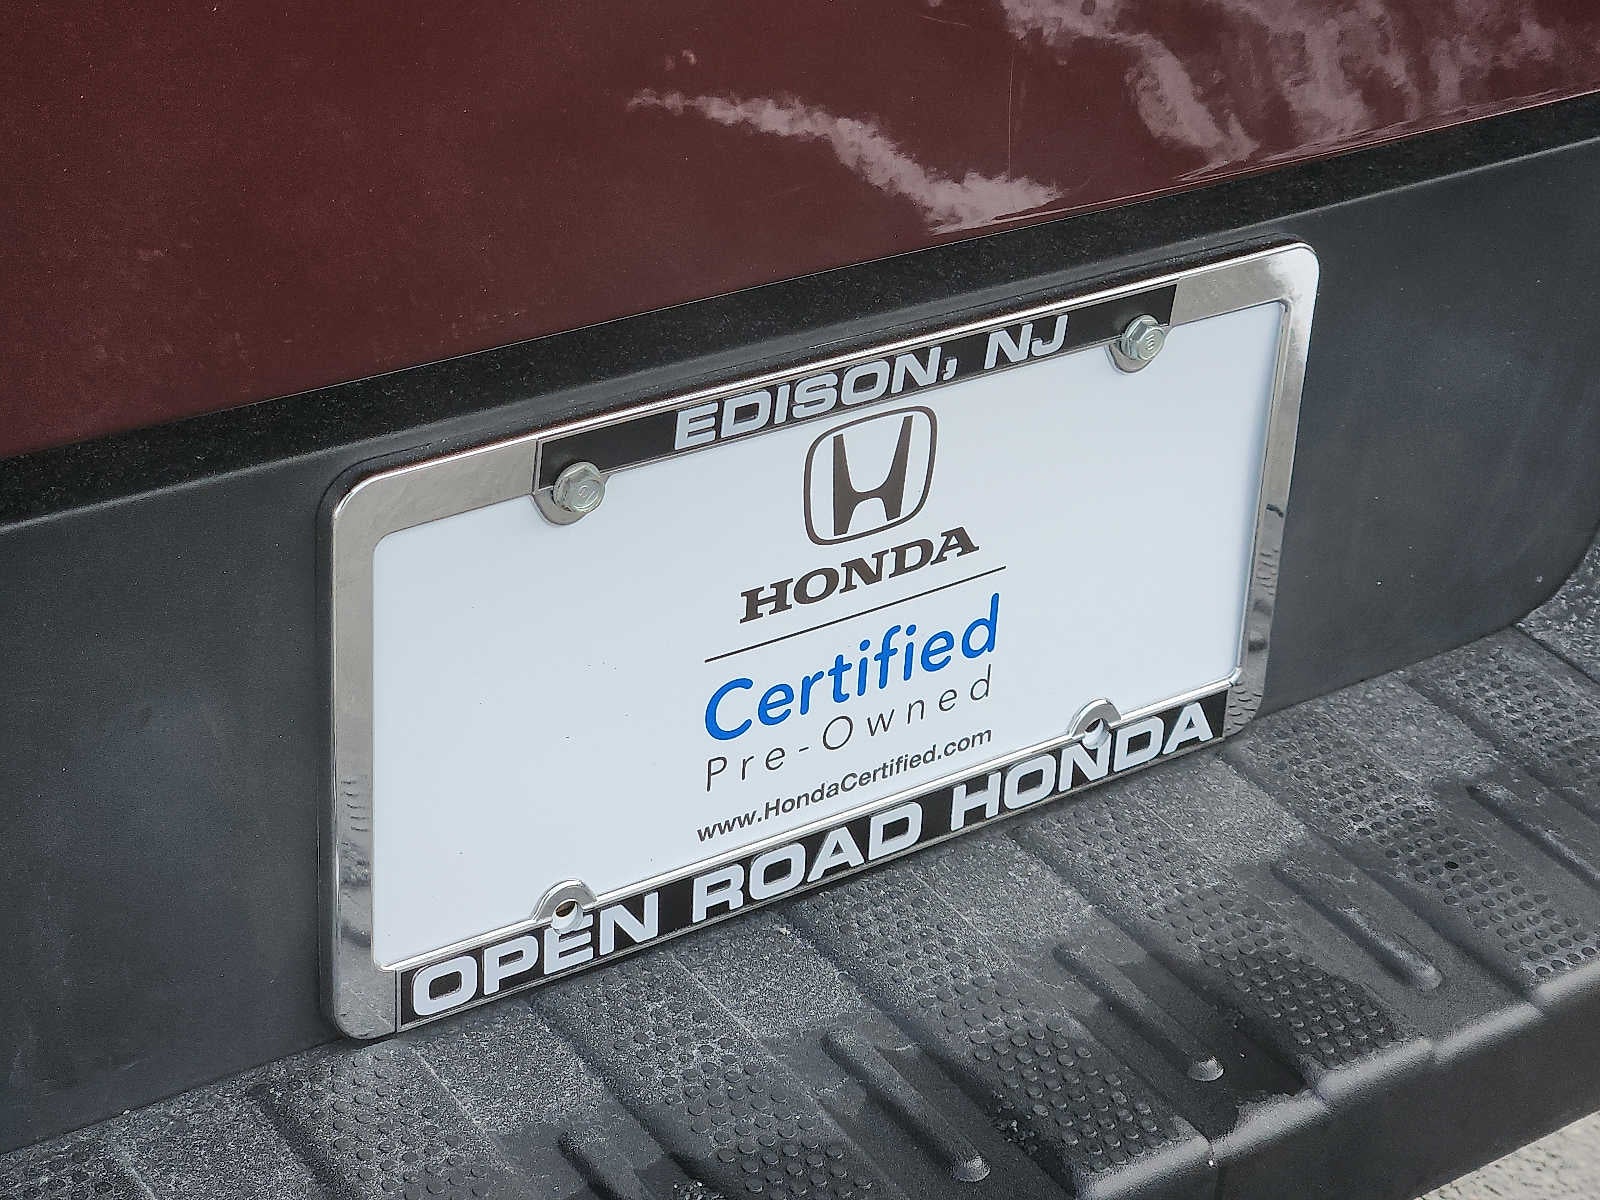 EDISON, NJ
HONDA
Certified
Pre-Owned
www.HondaCertified.com
OPEN ROAD HONDA